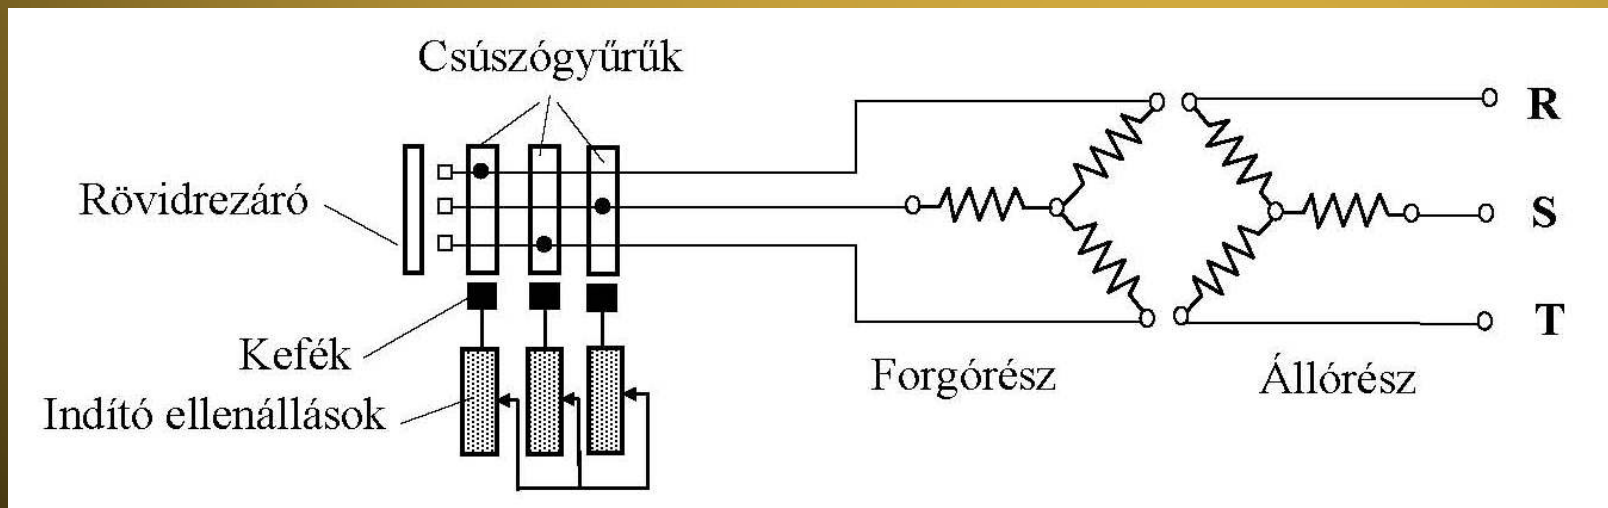 Csúszógyűrűk
R
Rövidrezáró
S
T
Kefék
Forgórész
Állórész
Indító ellenállások